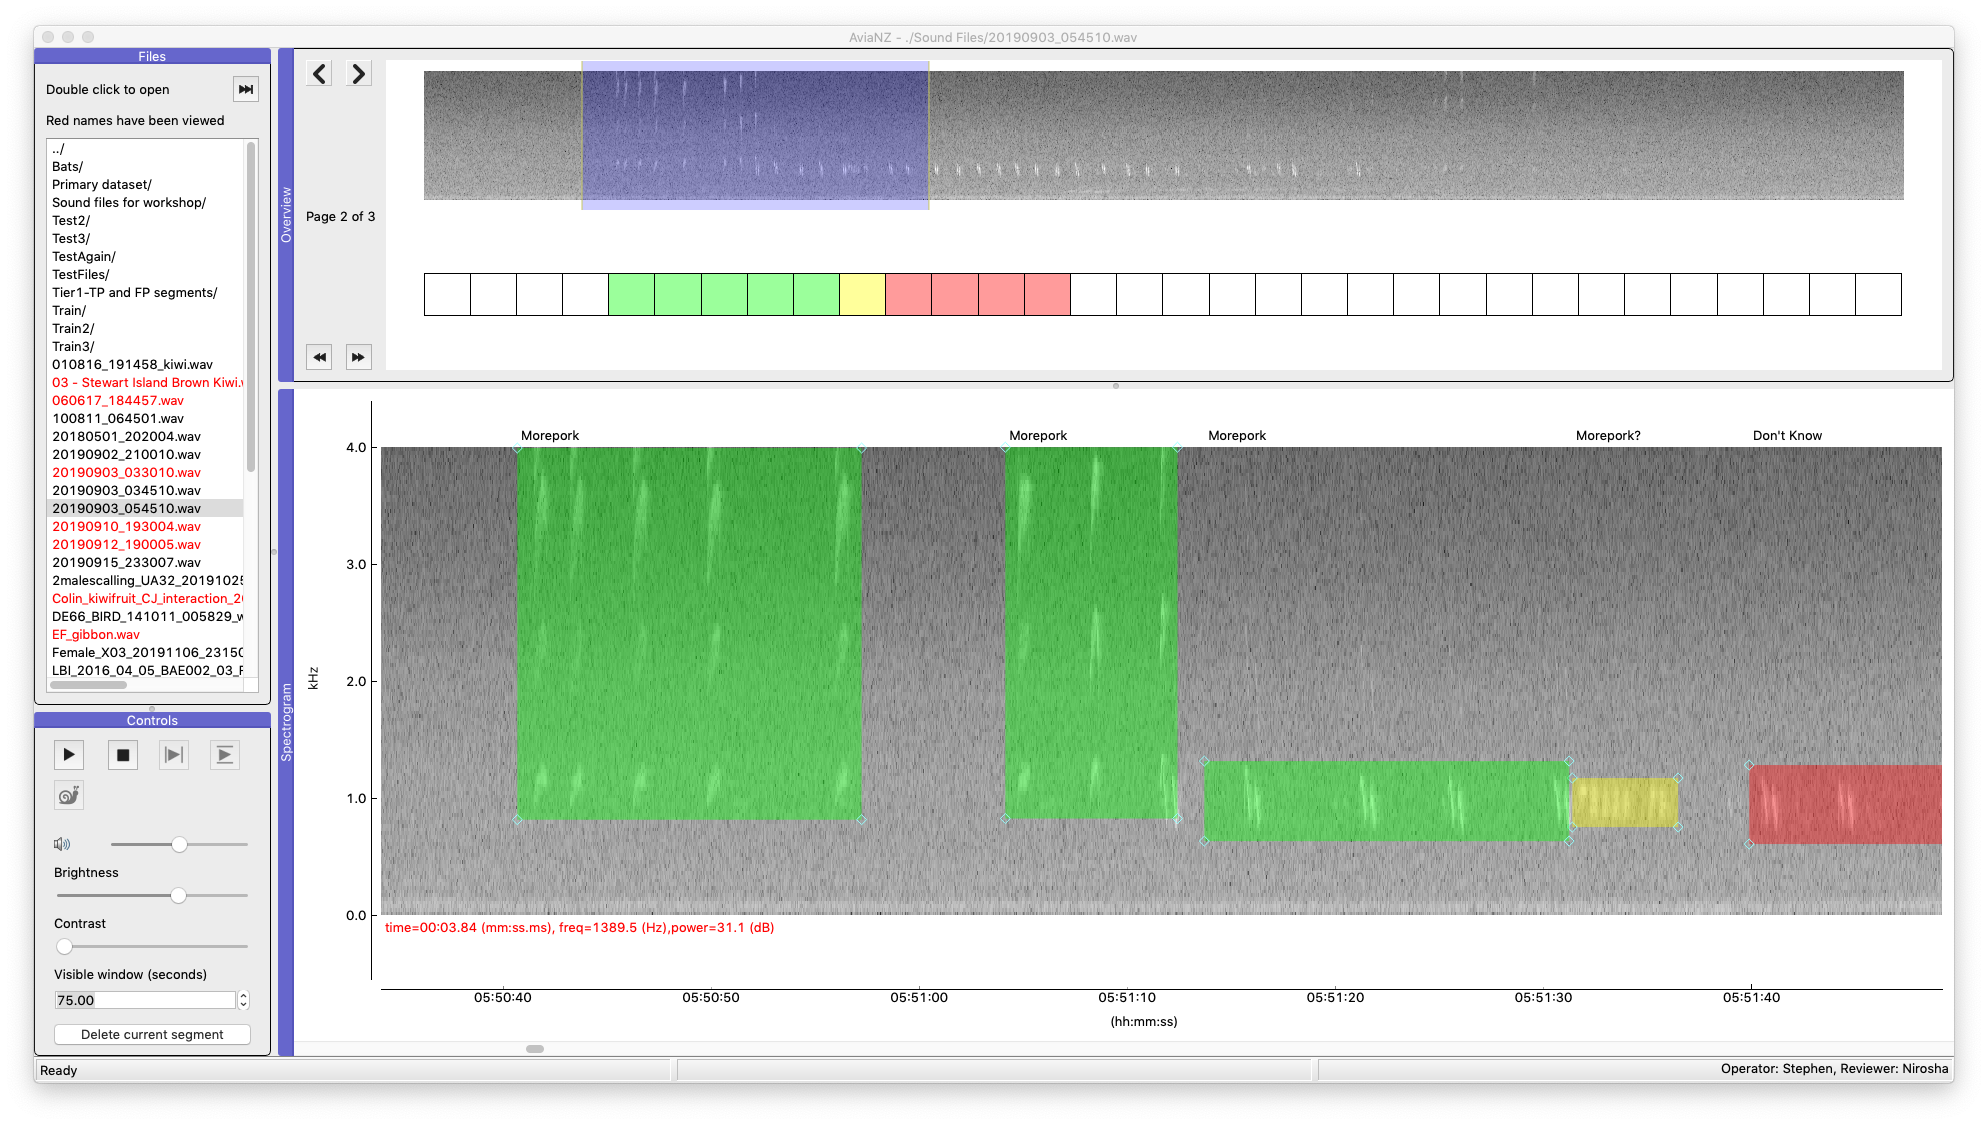 AviaNZ - ./Sound Files/20190903_054510.wav
Files
Double click to open
Red names have been viewed
../
Bats/
Primary dataset/
Sound files for workshop/
Test2/
Test3/
TestAgain/
TestFiles/
Tier1-TP and FP segments/
Train/
Train2/
Train3/
010816_191458_kiwi.wav
03 - Stewart Island Brown Kiwi.
060617_184457.wav
100811_064501.wav
20180501_202004.wav
20190902_210010.wav
20190903_033010.wav
20190903_034510.wav
20190903_054510.wav
20190910_193004.wav
20190912_190005.wav
20190915_233007.wav
2malescalling_UA32_20191025
Colin_kiwifruit_CJ_interaction_2
DE66_BIRD_141011_005829_w
EF_gibbon.wav
Female_X03_20191106_23150
LBI_2016_04_05_BAE002_03_F
Controls
Brightness
Contrast
Visible window (seconds)
75.00
Delete current segment
Overview
Page 2 of 3
Spectrogram
Morepork Morepork Morepork Morepork? Don't Know
4.0
3.0
2.0
1.0
0.0
kHz
time=00:03.84 (mm:ss.ms), freq=1389.5 (Hz),power=31.1 (dB)
05:50:40 05:50:50 05:51:00 05:51:10 05:51:20 05:51:30 05:51:40
(hh:mm:ss)
Ready
Operator: Stephen, Reviewer: Nirosha